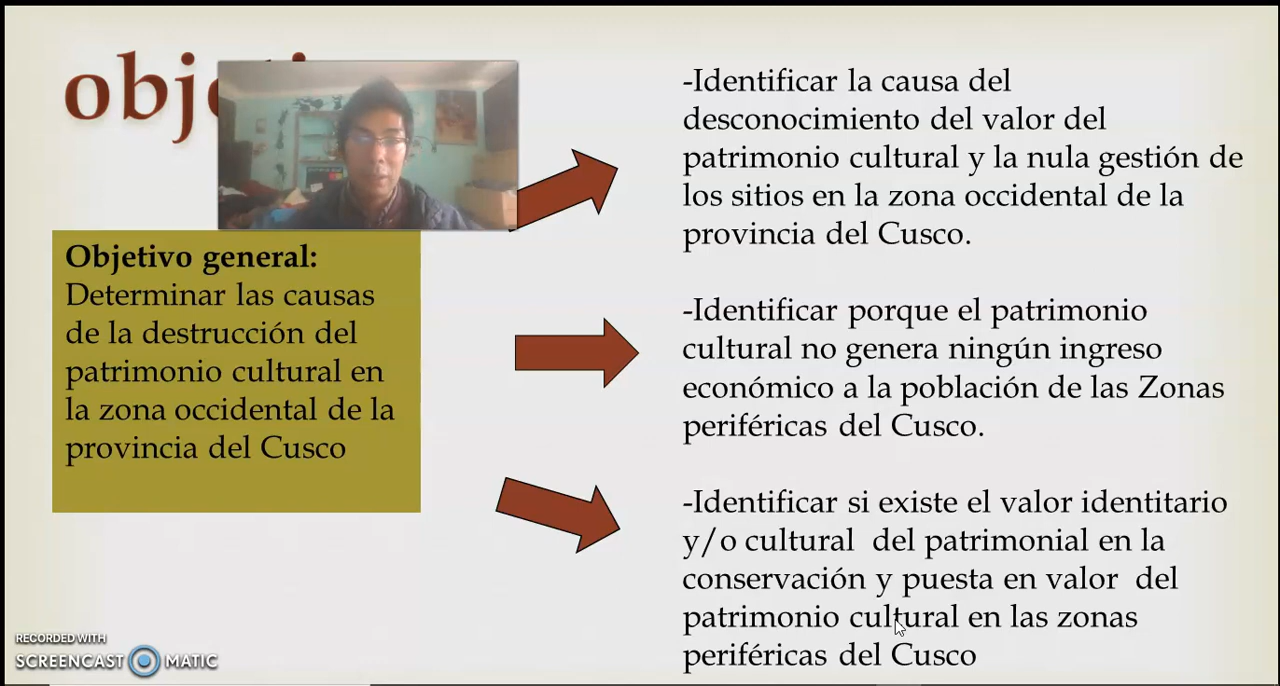 Objetivo general:
Determinar las causas
de la destrucción del
patrimonio cultural en
la zona occidental de la
provincia del Cusco
-Identificar la causa del
desconocimiento del valor del
patrimonio cultural y la nula gestión de
los sitios en la zona occidental de la
provincia del Cusco.
-Identificar porque el patrimonio
cultural no genera ningún ingreso
económico a la población de las Zonas
periféricas del Cusco.
-Identificar si existe el valor identitario
y/o cultural del patrimonial en la
conservación y puesta en valor del
patrimonio cultural en las zonas
periféricas del Cusco
RECORDED WITH
SCREENCAST MATIC